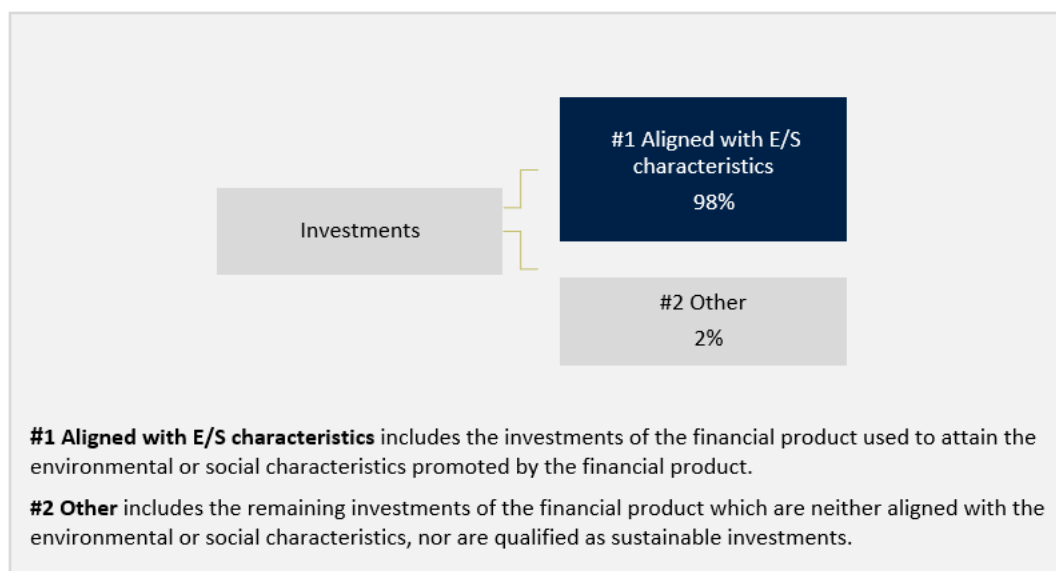 #1 Aligned with E/S
characteristics
98%
Investments
#2 Other
2%
#1 Aligned with E/S characteristics includes the investments of the financial product used to attain the
environmental or social characteristics promoted by the financial product.
#2 Other includes the remaining investments of the financial product which are neither aligned with the
environmental or social characteristics, nor are qualified as sustainable investments.